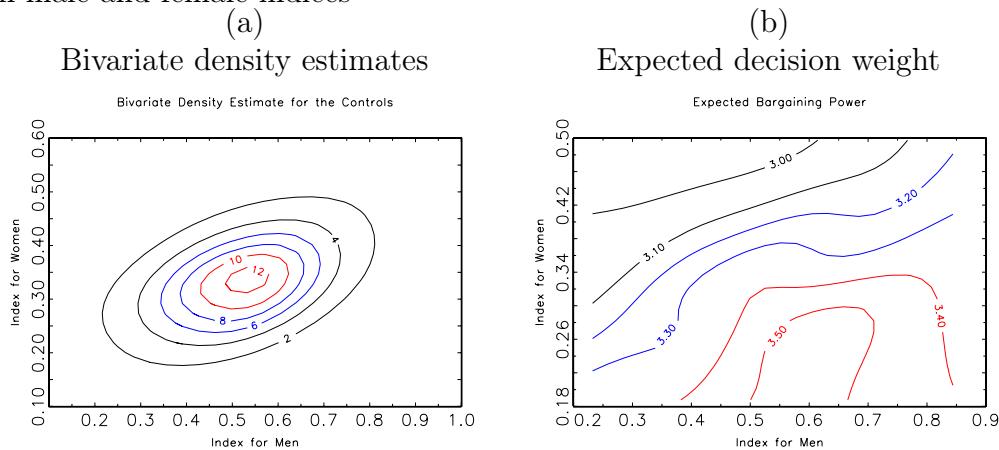 n male and female indices
(a)
Bivariate density estimates
Bivariate Density Estimate for the Controls
Index for Women
0.10 0.20 0.30 0.40 0.50 0.60
2
4
6
8
10
12
0.2 0.3 0.4 0.5 0.6 0.7 0.8 0.9 1.0
Index for Men
(b)
Expected decision weight
Expected Bargaining Power
Index for Women
0.18 0.26 0.34 0.42 0.50
3.00
3.10
3.20
3.30
3.40
3.50
0.2 0.3 0.4 0.5 0.6 0.7 0.8 0.9
Index for Men